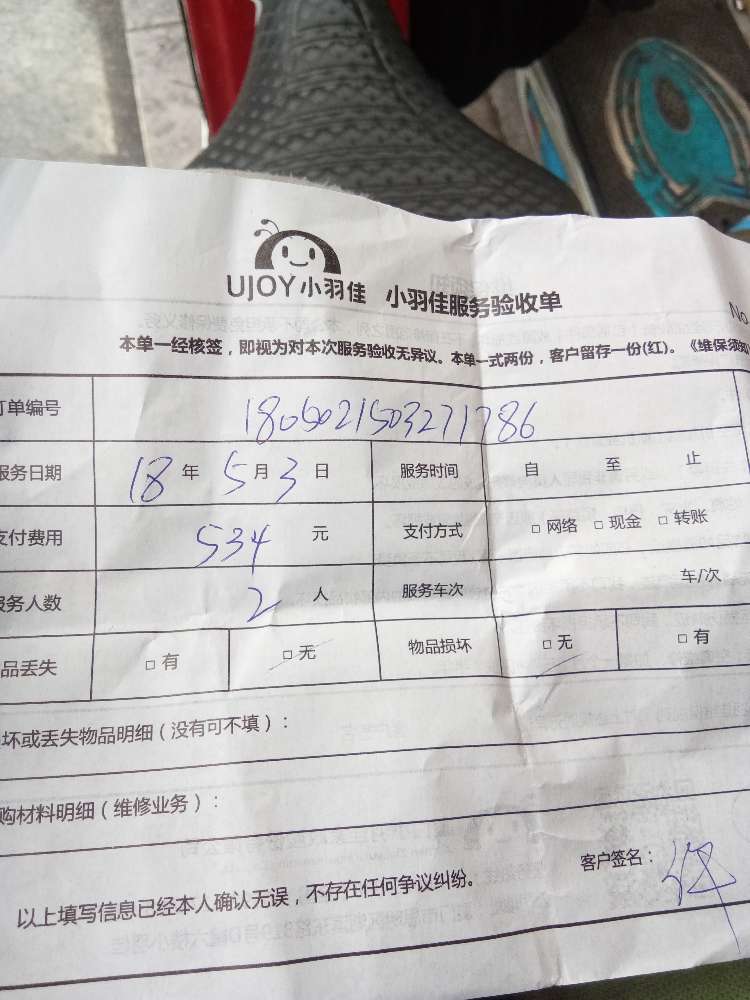 UJOY小羽佳 小羽佳服务验收单
No
本单一经核签，即视为对本次服务验收无异议。本单一式两份，客户留存一份(红)。《维保须知
订单编号 1805021503271786
服务日期 18 年 5 月 3 日 服务时间 自 至 止
支付费用 534 元 支付方式 □ 网络 □ 现金 □ 转账
服务人数 2 人 服务车次 车/次
品丢失 □ 有 □ 无 物品损坏 □ 无 □ 有
坏或丢失物品明细（没有可不填）：
购材料明细（维修业务）：
以上填写信息已经本人确认无误，不存在任何争议纠纷。
客户签名：